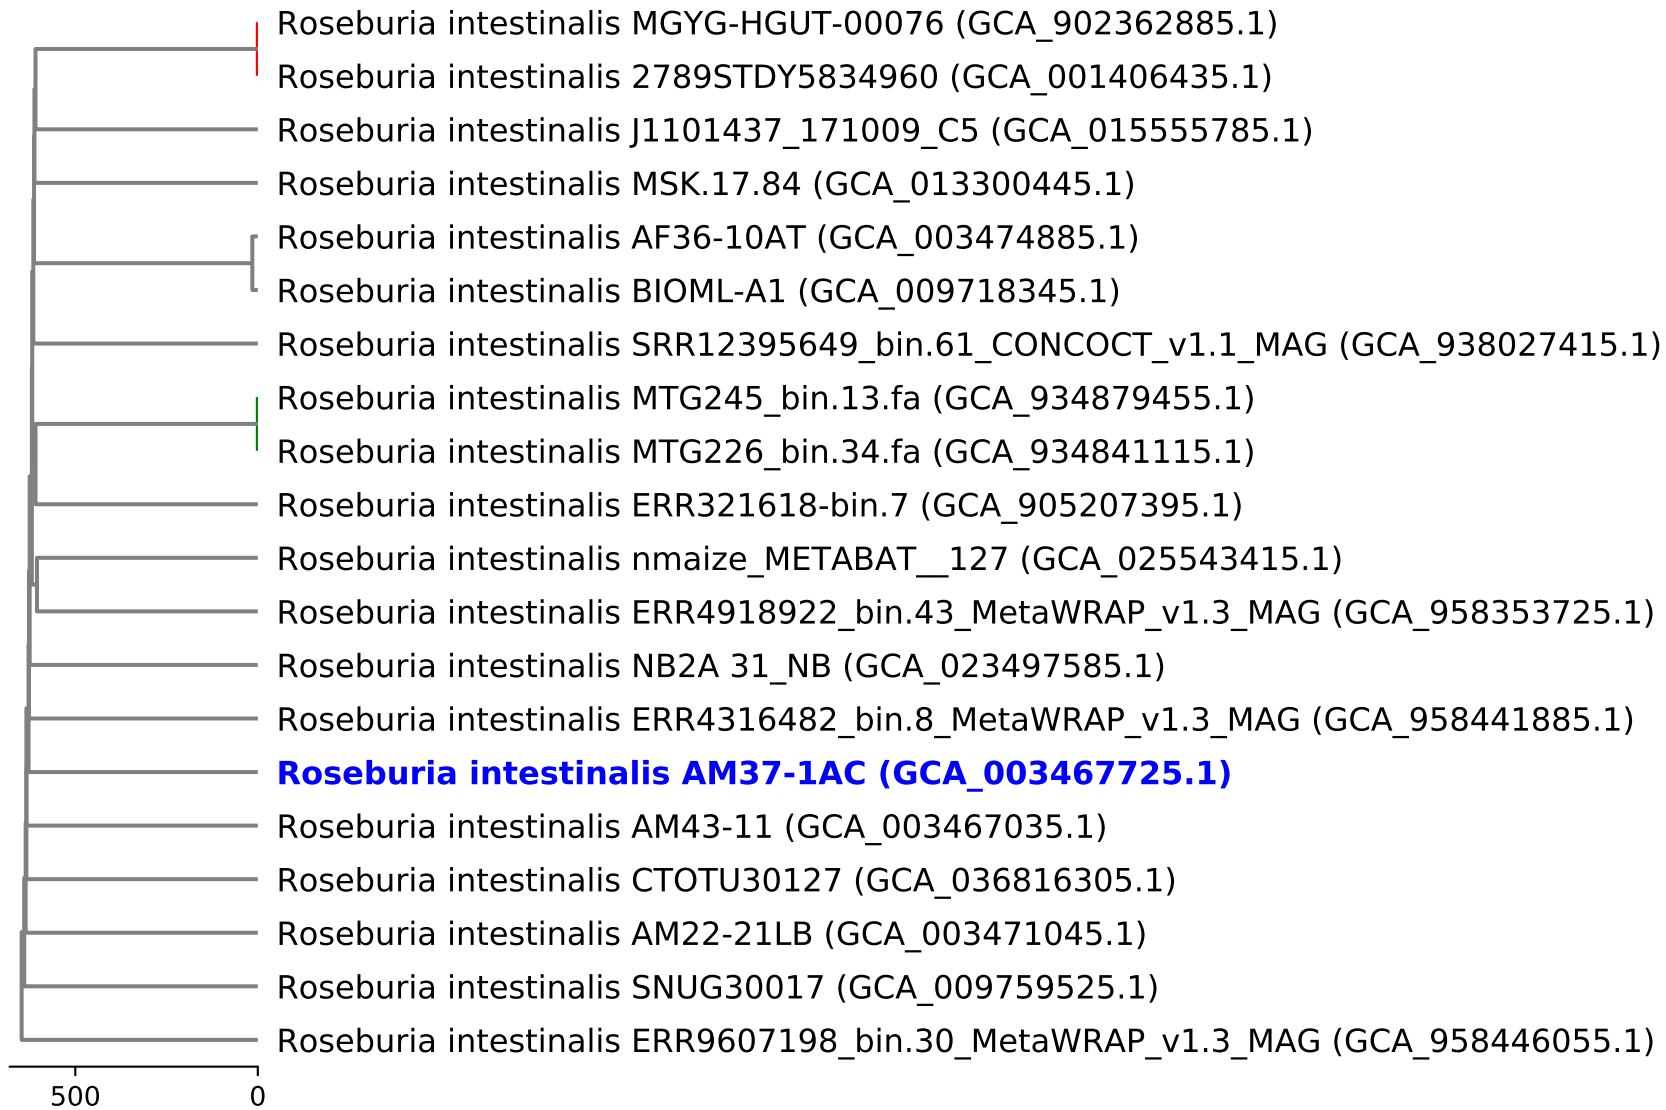 Roseburia intestinalis MGYG-HGUT-00076 (GCA_902362885.1)
Roseburia intestinalis 2789STDY5834960 (GCA_001406435.1)
Roseburia intestinalis J1101437_171009_C5 (GCA_015555785.1)
Roseburia intestinalis MSK.17.84 (GCA_013300445.1)
Roseburia intestinalis AF36-10AT (GCA_003474885.1)
Roseburia intestinalis BIOML-A1 (GCA_009718345.1)
Roseburia intestinalis SRR12395649_bin.61_CONCOCT_v1.1_MAG (GCA_938027415.1)
Roseburia intestinalis MTG245_bin.13.fa (GCA_934879455.1)
Roseburia intestinalis MTG226_bin.34.fa (GCA_934841115.1)
Roseburia intestinalis ERR321618-bin.7 (GCA_905207395.1)
Roseburia intestinalis nmaize_METABAT__127 (GCA_025543415.1)
Roseburia intestinalis ERR4918922_bin.43_MetaWRAP_v1.3_MAG (GCA_958353725.1)
Roseburia intestinalis NB2A 31_NB (GCA_023497585.1)
Roseburia intestinalis ERR4316482_bin.8_MetaWRAP_v1.3_MAG (GCA_958441885.1)
Roseburia intestinalis AM37-1AC (GCA_003467725.1)
Roseburia intestinalis AM43-11 (GCA_003467035.1)
Roseburia intestinalis CTOTU30127 (GCA_036816305.1)
Roseburia intestinalis AM22-21LB (GCA_003471045.1)
Roseburia intestinalis SNUG30017 (GCA_009759525.1)
Roseburia intestinalis ERR9607198_bin.30_MetaWRAP_v1.3_MAG (GCA_958446055.1)
500 0